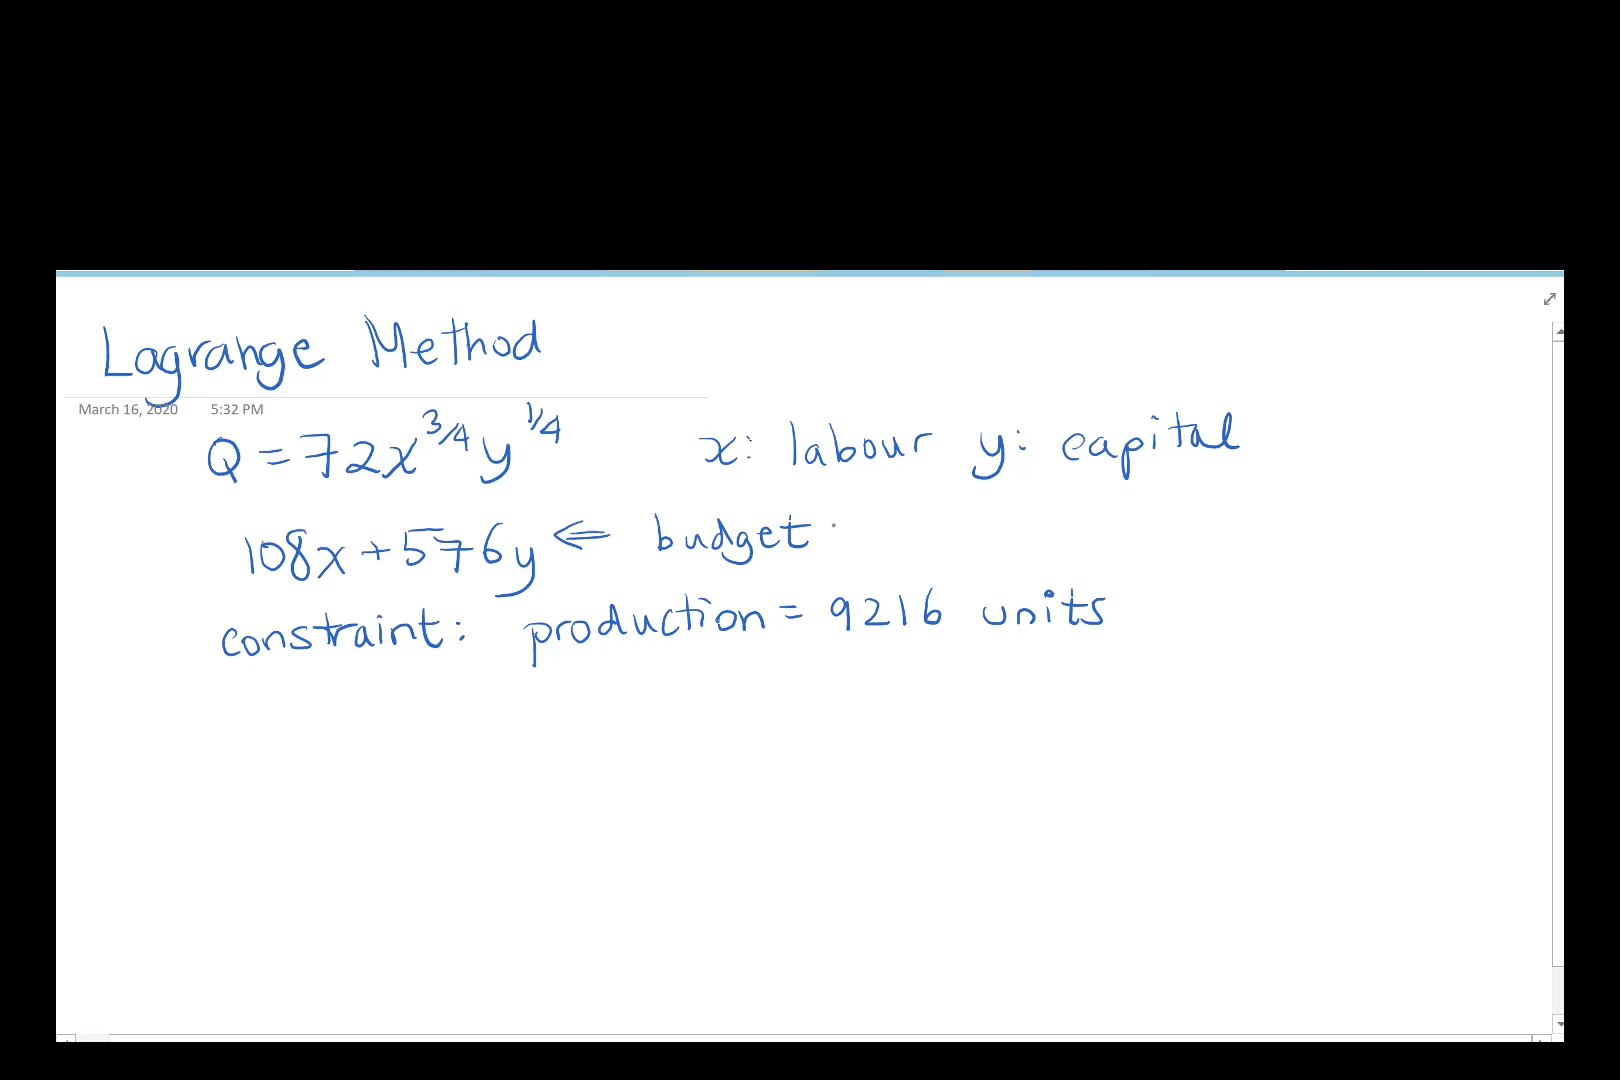 Lagrange Method
March 16, 2020 5:32 PM
Q = 72x^{3/4} y^{1/4} x: labour y: capital
108x + 576y ⇐ budget
constraint: production = 9216 units